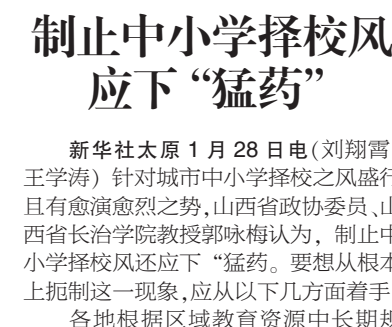 制止中小学择校风
应下“猛药”
新华社太原1月28日电(刘翔霄
王学涛)针对城市中小学择校之风盛行
且有愈演愈烈之势,山西省政协委员、山
西省长治学院教授郭咏梅认为,制止中
小学择校风还应下“猛药。要想从根本
上扼制这一现象,应从以下几方面着手
各地根据区域教育资源中长期规